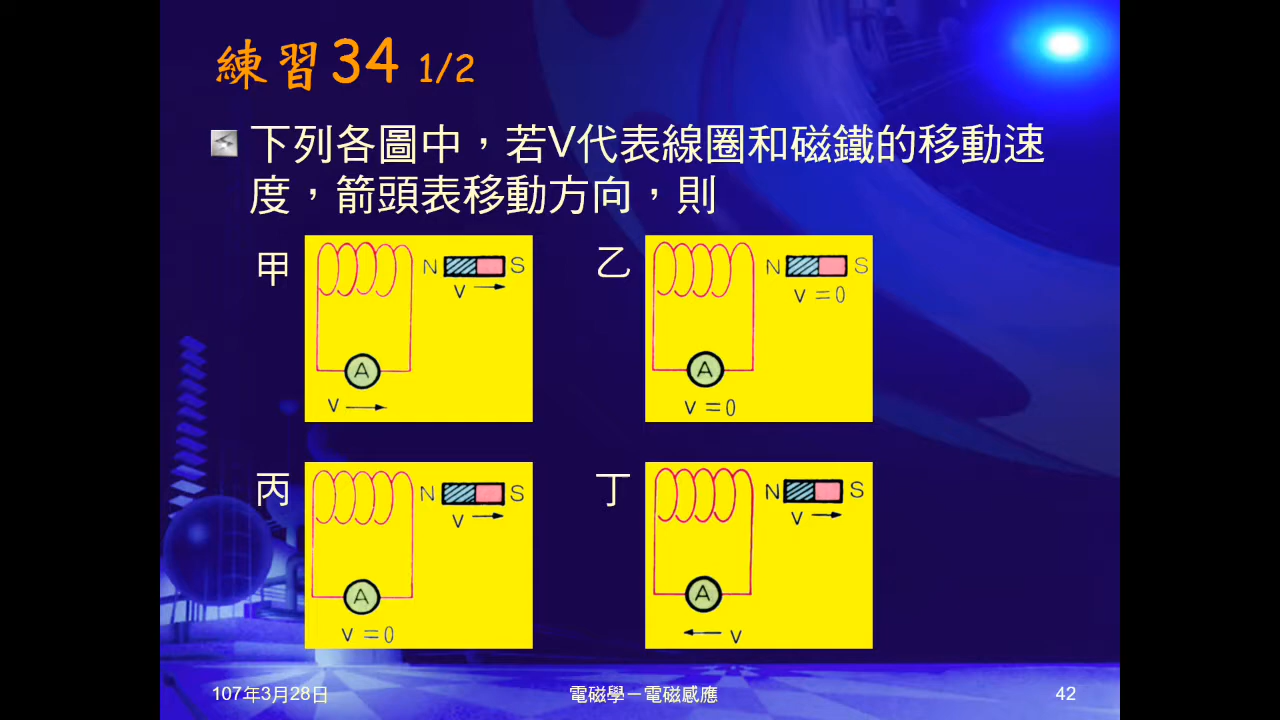 練習34 1/2
下列各圖中，若V代表線圈和磁鐵的移動速
度，箭頭表移動方向，則
甲
N S
V →
A
V →
乙
N S
V = 0
A
V = 0
丙
N S
V →
A
V = 0
丁
N S
V →
A
← V
107年3月28日
電磁學－電磁感應
42